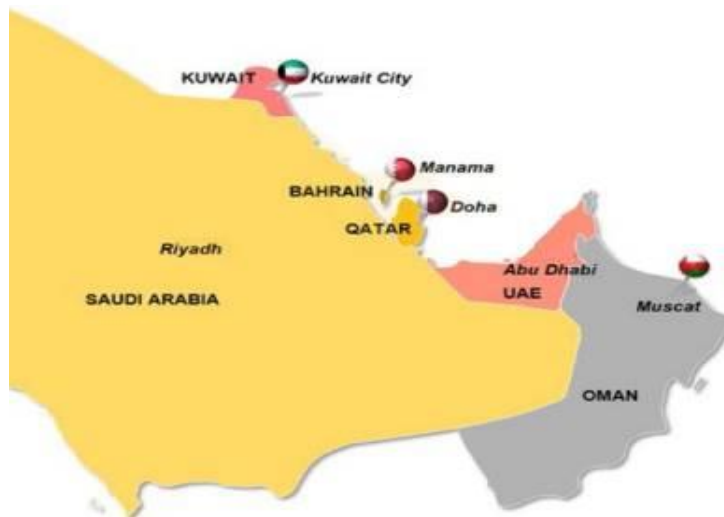 KUWAIT
Kuwait City
Manama
BAHRAIN
Doha
QATAR
Riyadh
Abu Dhabi
SAUDI ARABIA
UAE
Muscat
OMAN